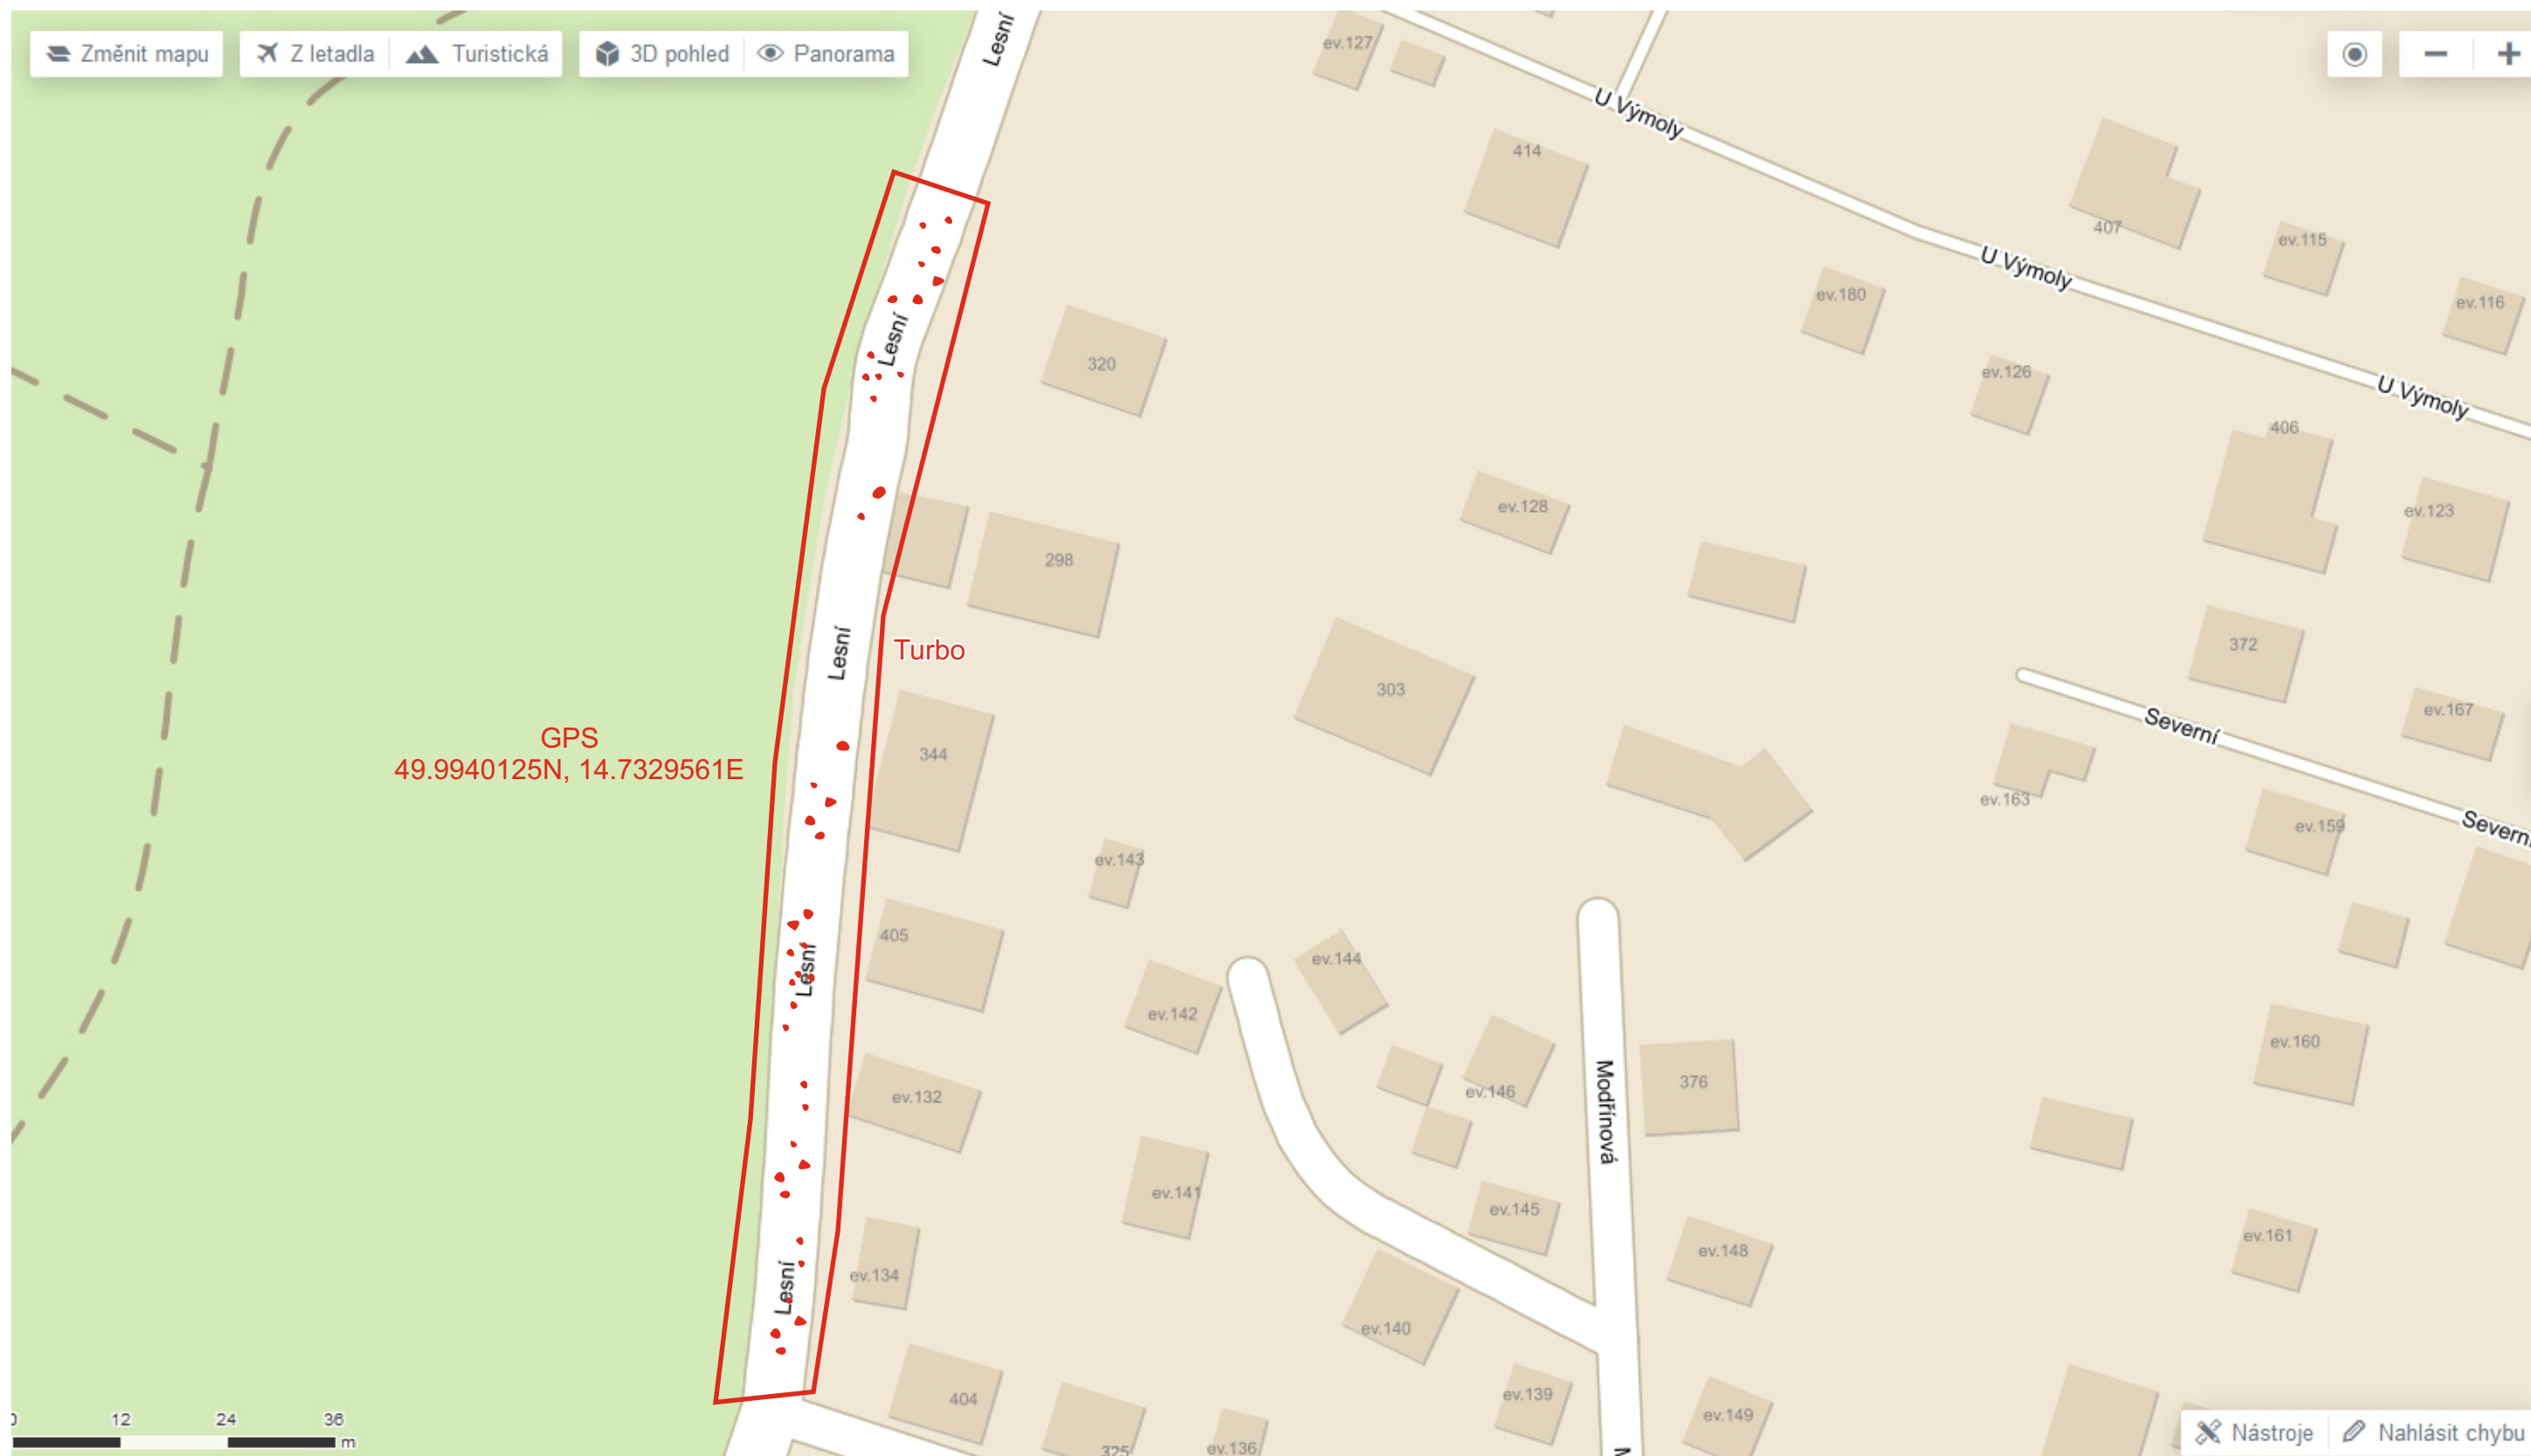 Změnit mapu
Z letadla
Turistická
3D pohled
Panorama
Lesní
ev.127
U Výmoly
414
407
ev.115
U Výmoly
ev.180
ev.116
Lesní
320
ev.126
U Výmoly
406
ev.128
ev.123
298
Lesní
Turbo
372
303
ev.167
Severní
GPS
344
49.9940125N, 14.7329561E
ev.163
Severní
ev.159
ev.143
405
ev.144
Lesní
ev.142
ev.160
376
Modřínová
ev.146
ev.132
ev.141
ev.145
ev.161
ev.148
ev.134
Lesní
ev.140
404
ev.139
ev.149
0 12 24 36
m
325
ev.136
Nástroje
Nahlásit chybu